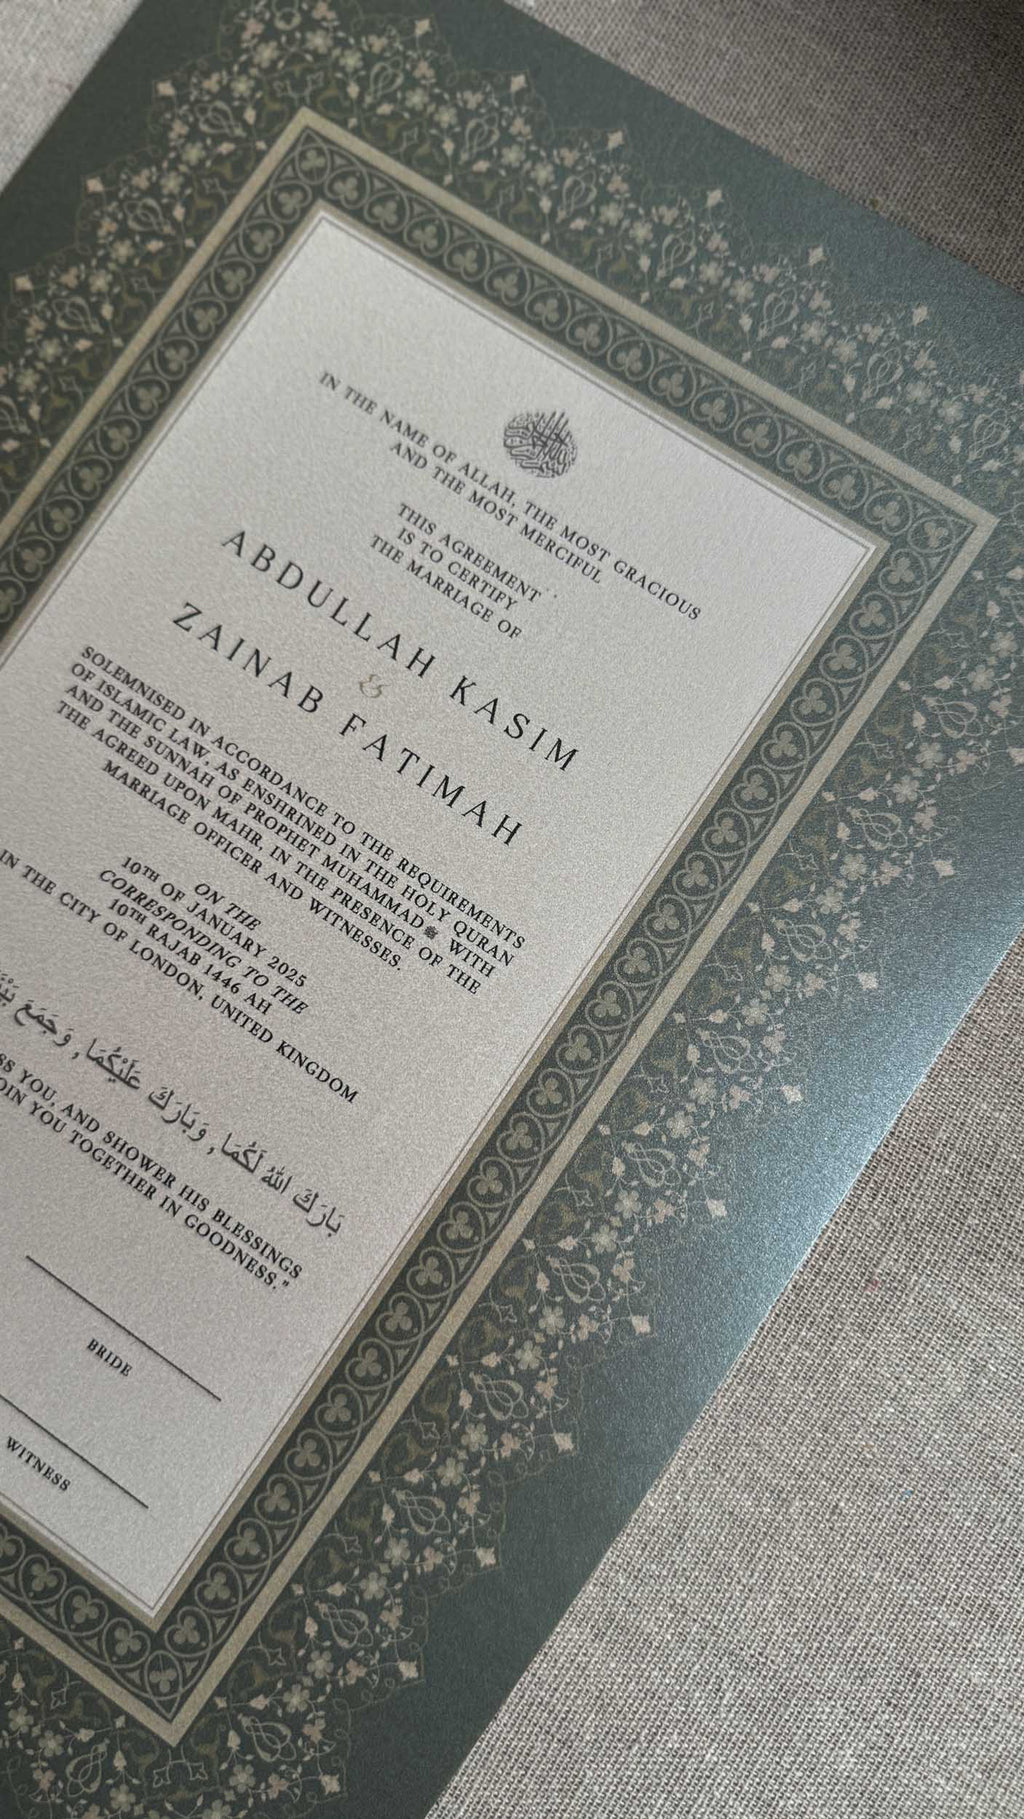 IN THE NAME OF ALLAH, THE MOST GRACIOUS
AND THE MOST MERCIFUL
THIS AGREEMENT
IS TO CERTIFY
THE MARRIAGE OF
ABDULLAH KASIM
&
ZAINAB FATIMAH
SOLEMNISED IN ACCORDANCE TO THE REQUIREMENTS
OF ISLAMIC LAW, AS ENSHRINED IN THE HOLY QURAN
AND THE SUNNAH OF PROPHET MUHAMMAD ﷺ WITH
THE AGREED UPON MAHR, IN THE PRESENCE OF THE
MARRIAGE OFFICER AND WITNESSES.
ON THE
10TH OF JANUARY 2025
CORRESPONDING TO THE
10TH RAJAB 1446 AH
IN THE CITY OF LONDON, UNITED KINGDOM
بَارَكَ اللهُ لَكُمَا, وَبَارَكَ عَلَيْكُمَا, وَجَمَعَ
YOU, AND SHOWER HIS BLESSINGS
YOU TOGETHER IN GOODNESS."
BRIDE
WITNESS